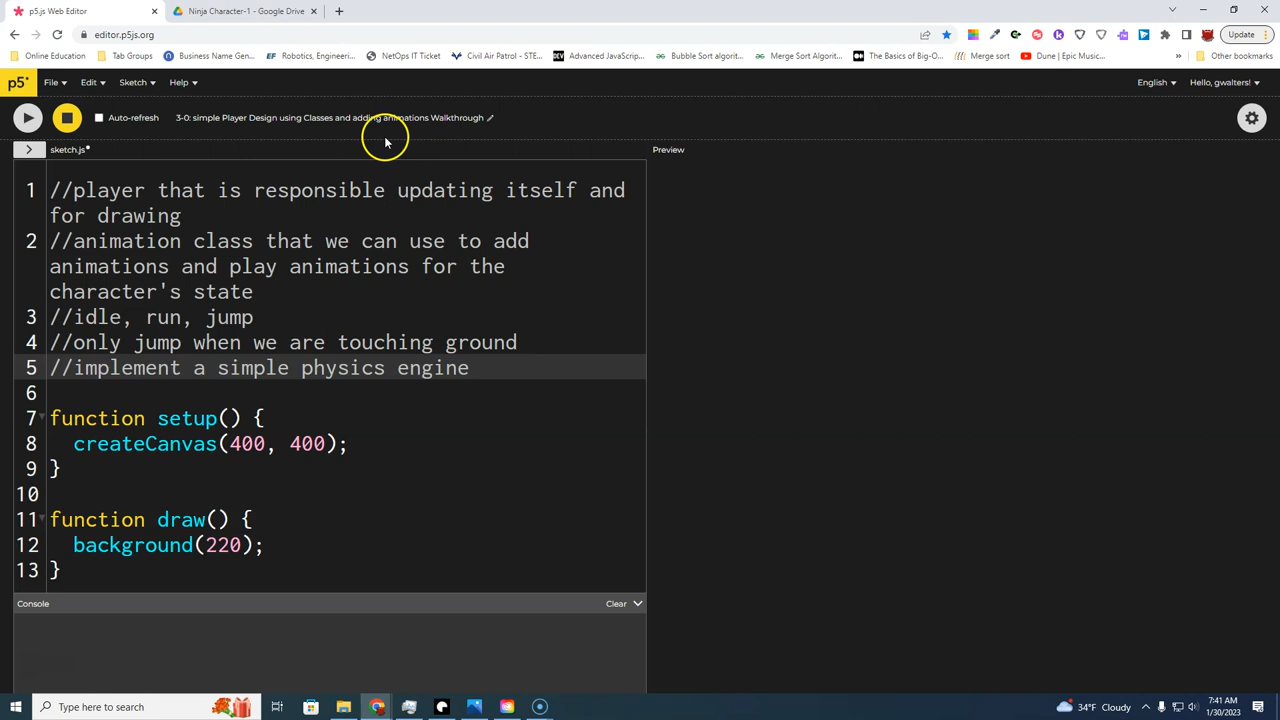 p5.js Web Editor
Ninja Character-1 - Google Drive
editor.p5js.org
Update
Online Education
Tab Groups
Business Name Gen...
Robotics, Engineeri...
NetOps IT Ticket
Civil Air Patrol - STE...
Advanced JavaScrip...
Bubble Sort Algorit...
Merge Sort Algorit...
The Basics of Big-O...
Merge sort
Dune | Epic Music...
Other bookmarks
p5*
File
Edit
Sketch
Help
English
Hello, gwalters!
Auto-refresh
3-0: simple Player Design using Classes and adding animations Walkthrough
sketch.js
Preview
1 //player that is responsible updating itself and
for drawing
2 //animation class that we can use to add
animations and play animations for the
character's state
3 //idle, run, jump
4 //only jump when we are touching ground
5 //implement a simple physics engine
6
7 function setup() {
8 createCanvas(400, 400);
9 }
10
11 function draw() {
12 background(220);
13 }
Console
Clear
Type here to search
34°F Cloudy
7:41 AM
1/30/2023